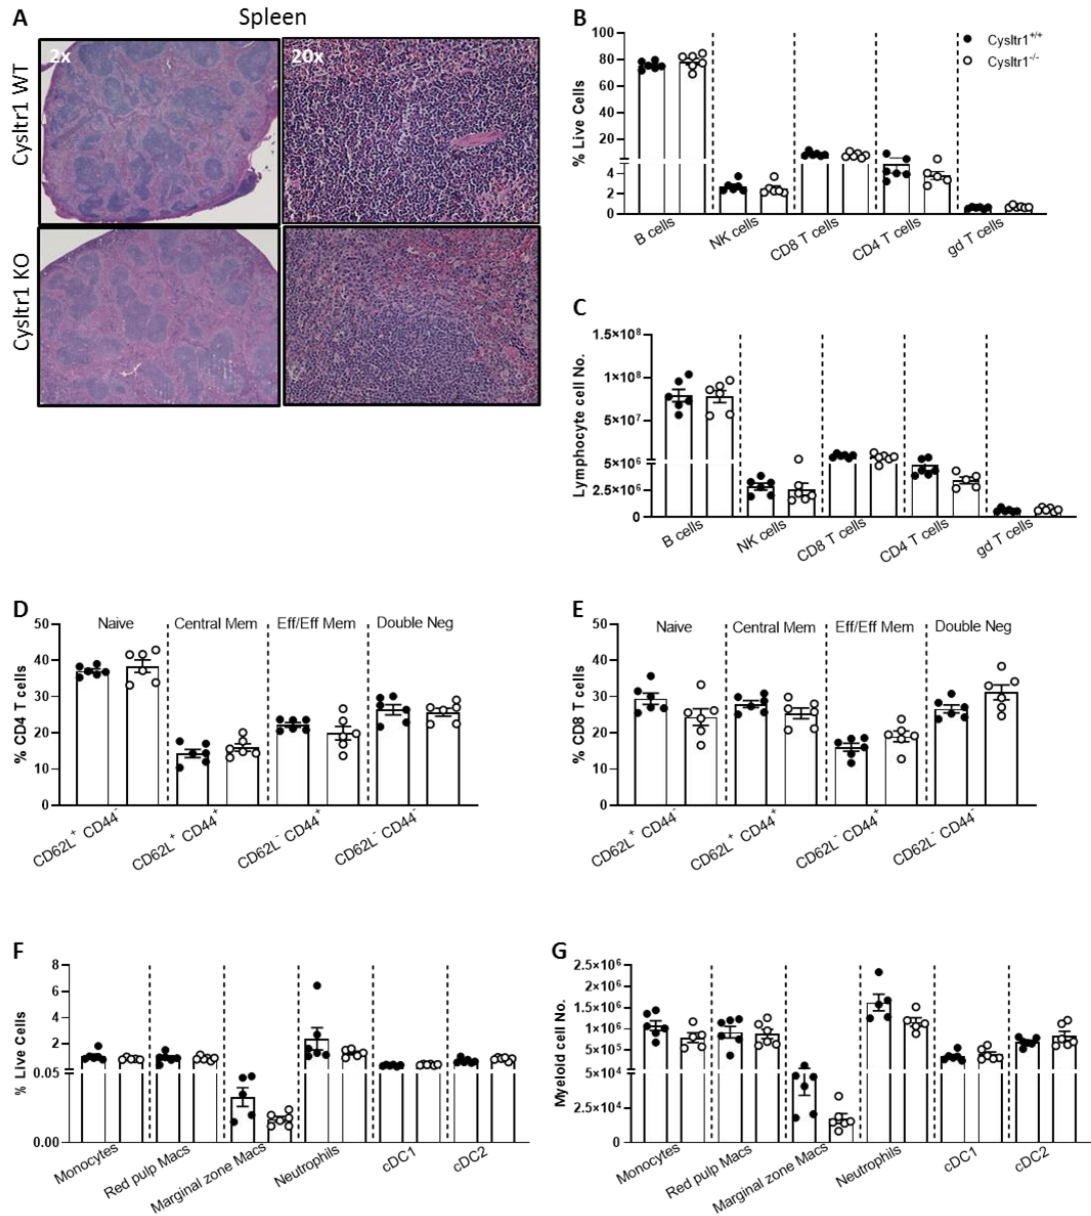 A
Spleen
Cysltr1 WT
2x
20x
Cysltr1 KO
B
% Live Cells
100
80
60
40
20
4
2
0
Cysltr1+/+
Cysltr1-/-
B cells
NK cells
CD8 T cells
CD4 T cells
gd T cells
C
Lymphocyte cell No.
1.5×10⁸
1×10⁸
5×10⁷
5×10⁶
2.5×10⁶
0
B cells
NK cells
CD8 T cells
CD4 T cells
gd T cells
D
% CD4 T cells
50
40
30
20
10
0
Naive
Central Mem
Eff/Eff Mem
Double Neg
CD62L⁺ CD44⁻
CD62L⁺ CD44⁺
CD62L⁻ CD44⁺
CD62L⁻ CD44⁻
E
% CD8 T cells
50
40
30
20
10
0
Naive
Central Mem
Eff/Eff Mem
Double Neg
CD62L⁺ CD44⁻
CD62L⁺ CD44⁺
CD62L⁻ CD44⁺
CD62L⁻ CD44⁻
F
% Live Cells
8
6
4
2
0.05
0.00
Monocytes
Red pulp Macs
Marginal zone Macs
Neutrophils
cDC1
cDC2
G
Myeloid cell No.
2.5×10⁶
2×10⁶
1.5×10⁶
1×10⁶
5×10⁵
5×10⁴
2.5×10⁴
0
Monocytes
Red pulp Macs
Marginal zone Macs
Neutrophils
cDC1
cDC2